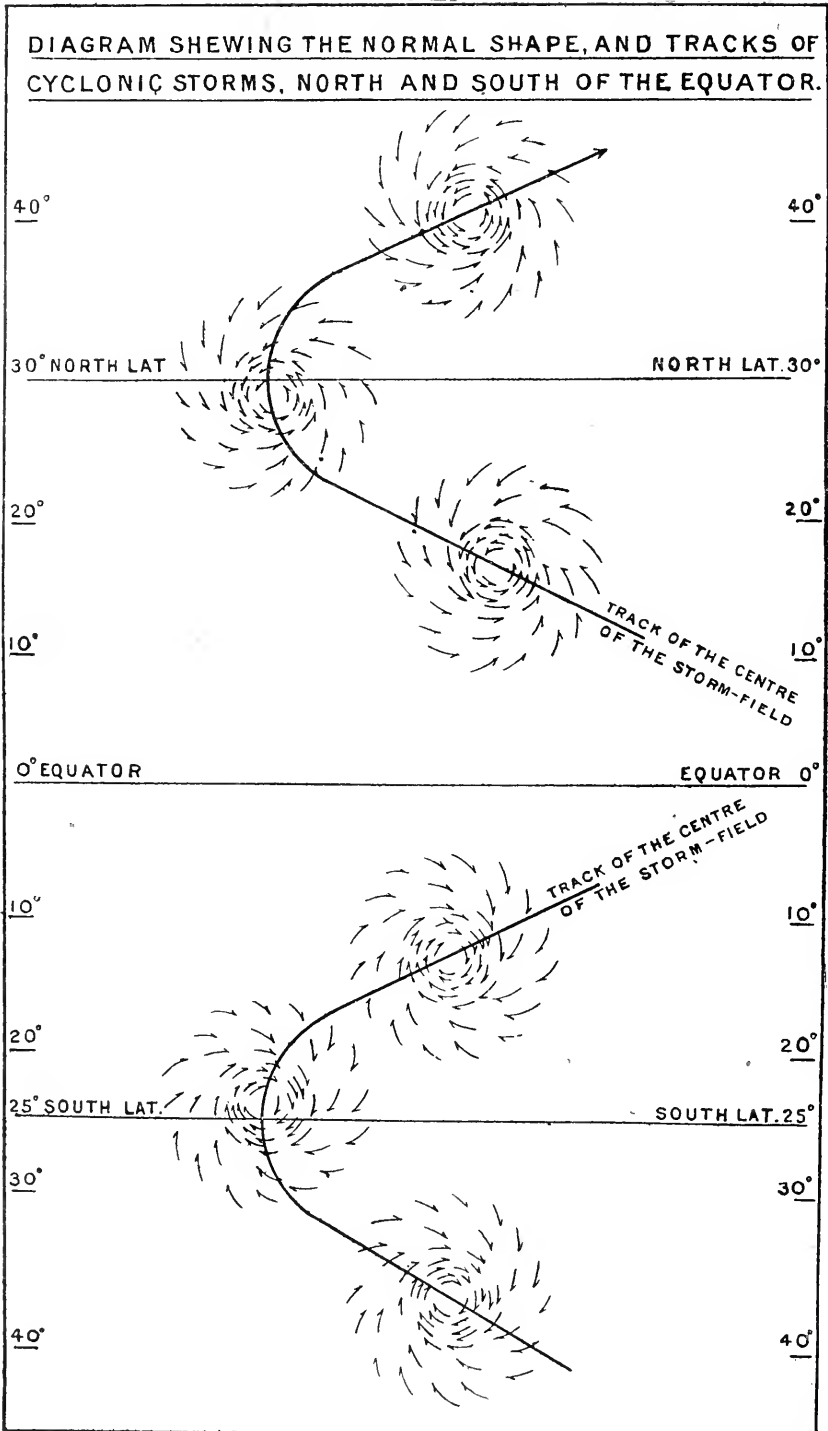 DIAGRAM SHEWING THE NORMAL SHAPE, AND TRACKS OF
CYCLONIC STORMS, NORTH AND SOUTH OF THE EQUATOR.
40° 40°
30° NORTH LAT NORTH LAT. 30°
20° 20°
10° 10°
TRACK OF THE CENTRE
OF THE STORM-FIELD
0° EQUATOR EQUATOR 0°
TRACK OF THE CENTRE
OF THE STORM-FIELD
10° 10°
20° 20°
25° SOUTH LAT. SOUTH LAT. 25°
30° 30°
40° 40°